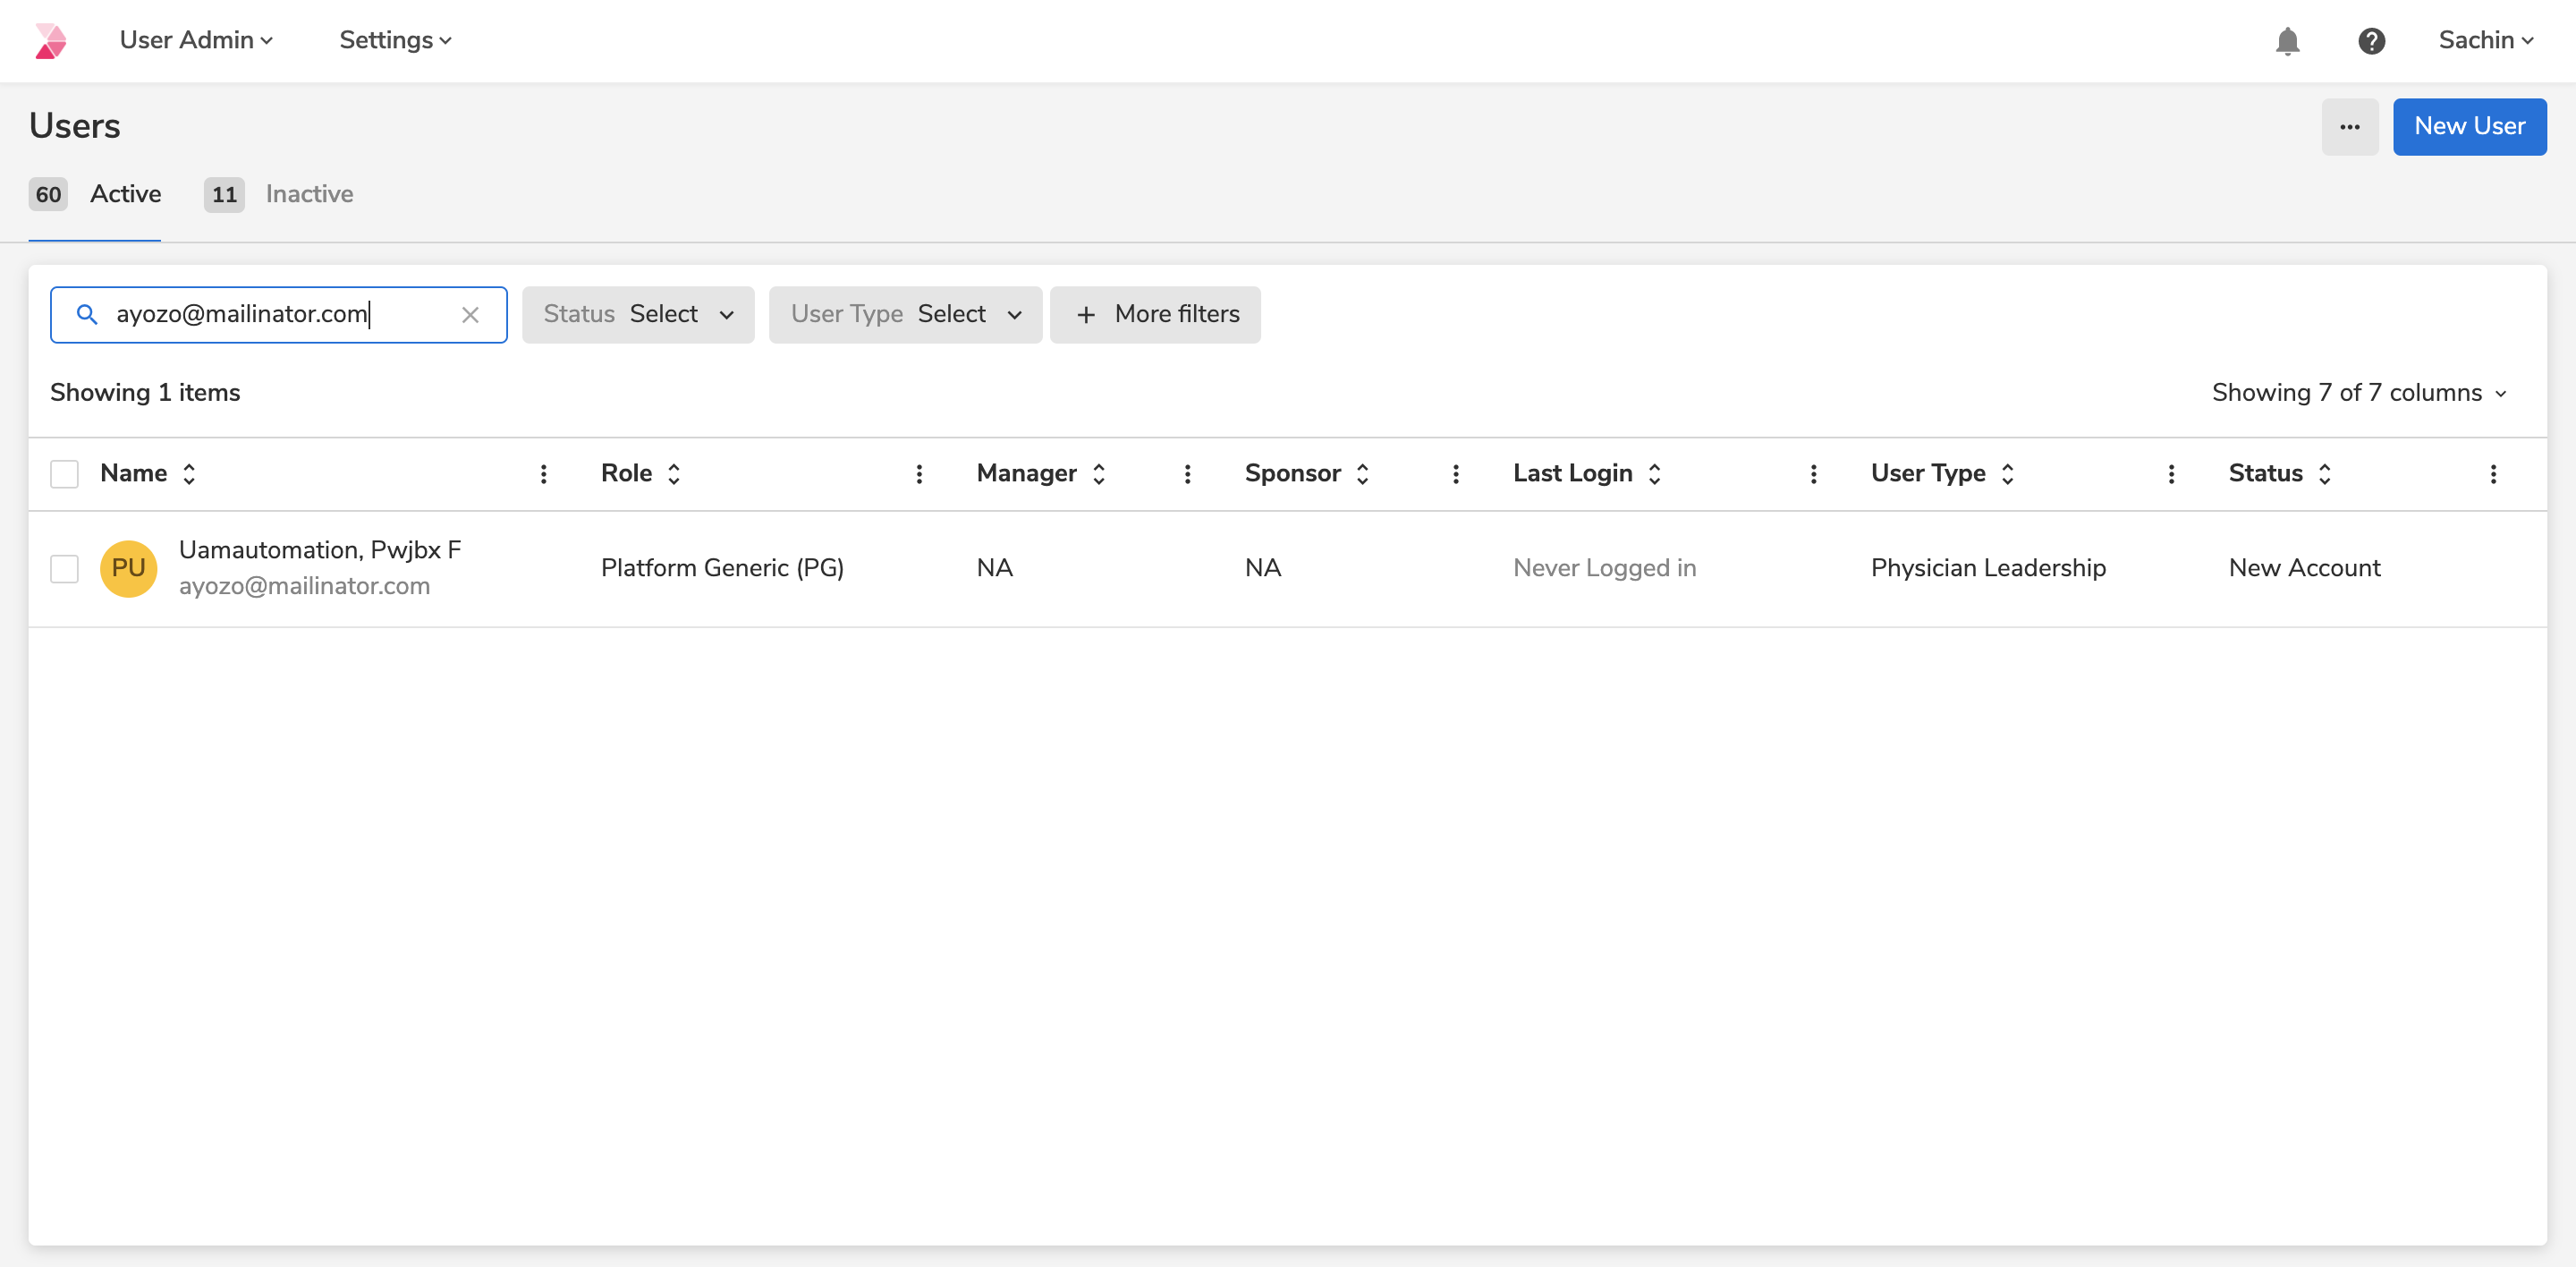 User Admin Settings Sachin
Users
... New User
60 Active 11 Inactive
ayozo@mailinator.com Status Select User Type Select + More filters
Showing 1 items Showing 7 of 7 columns
Name Role Manager Sponsor Last Login User Type Status
PU Uamautomation, Pwjbx F Platform Generic (PG) NA NA Never Logged in Physician Leadership New Account
ayozo@mailinator.com